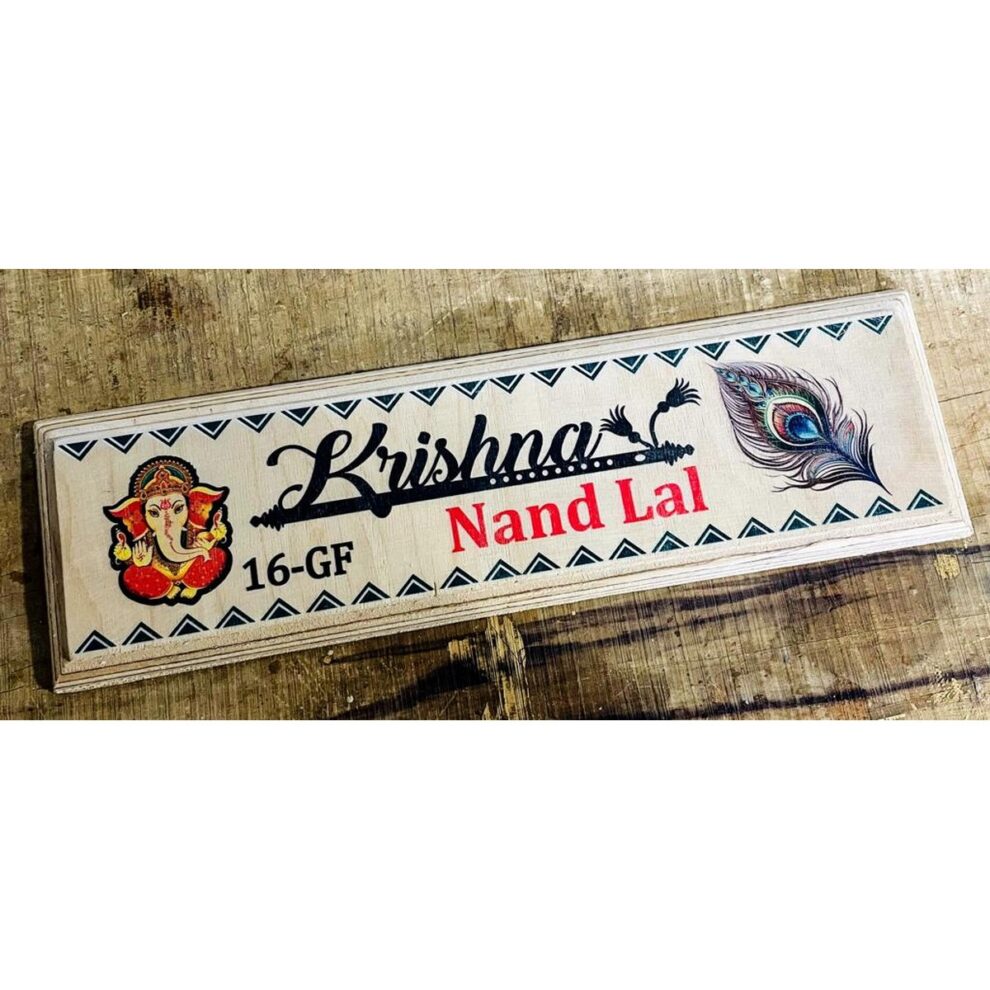 Krishna
Nand Lal
16-GF